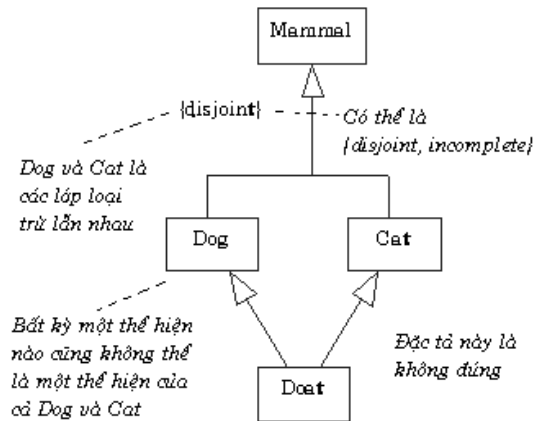 Mammal
{disjoint}
Có thể là
{disjoint, incomplete}
Dog và Cat là
các láp loại
trừ lẫn nhau
Dog
Cat
Bất kỳ một thể hiện
nào cũng không thể
là một thể hiện của
cả Dog và Cat
Đặc tả này là
không đúng
Doat